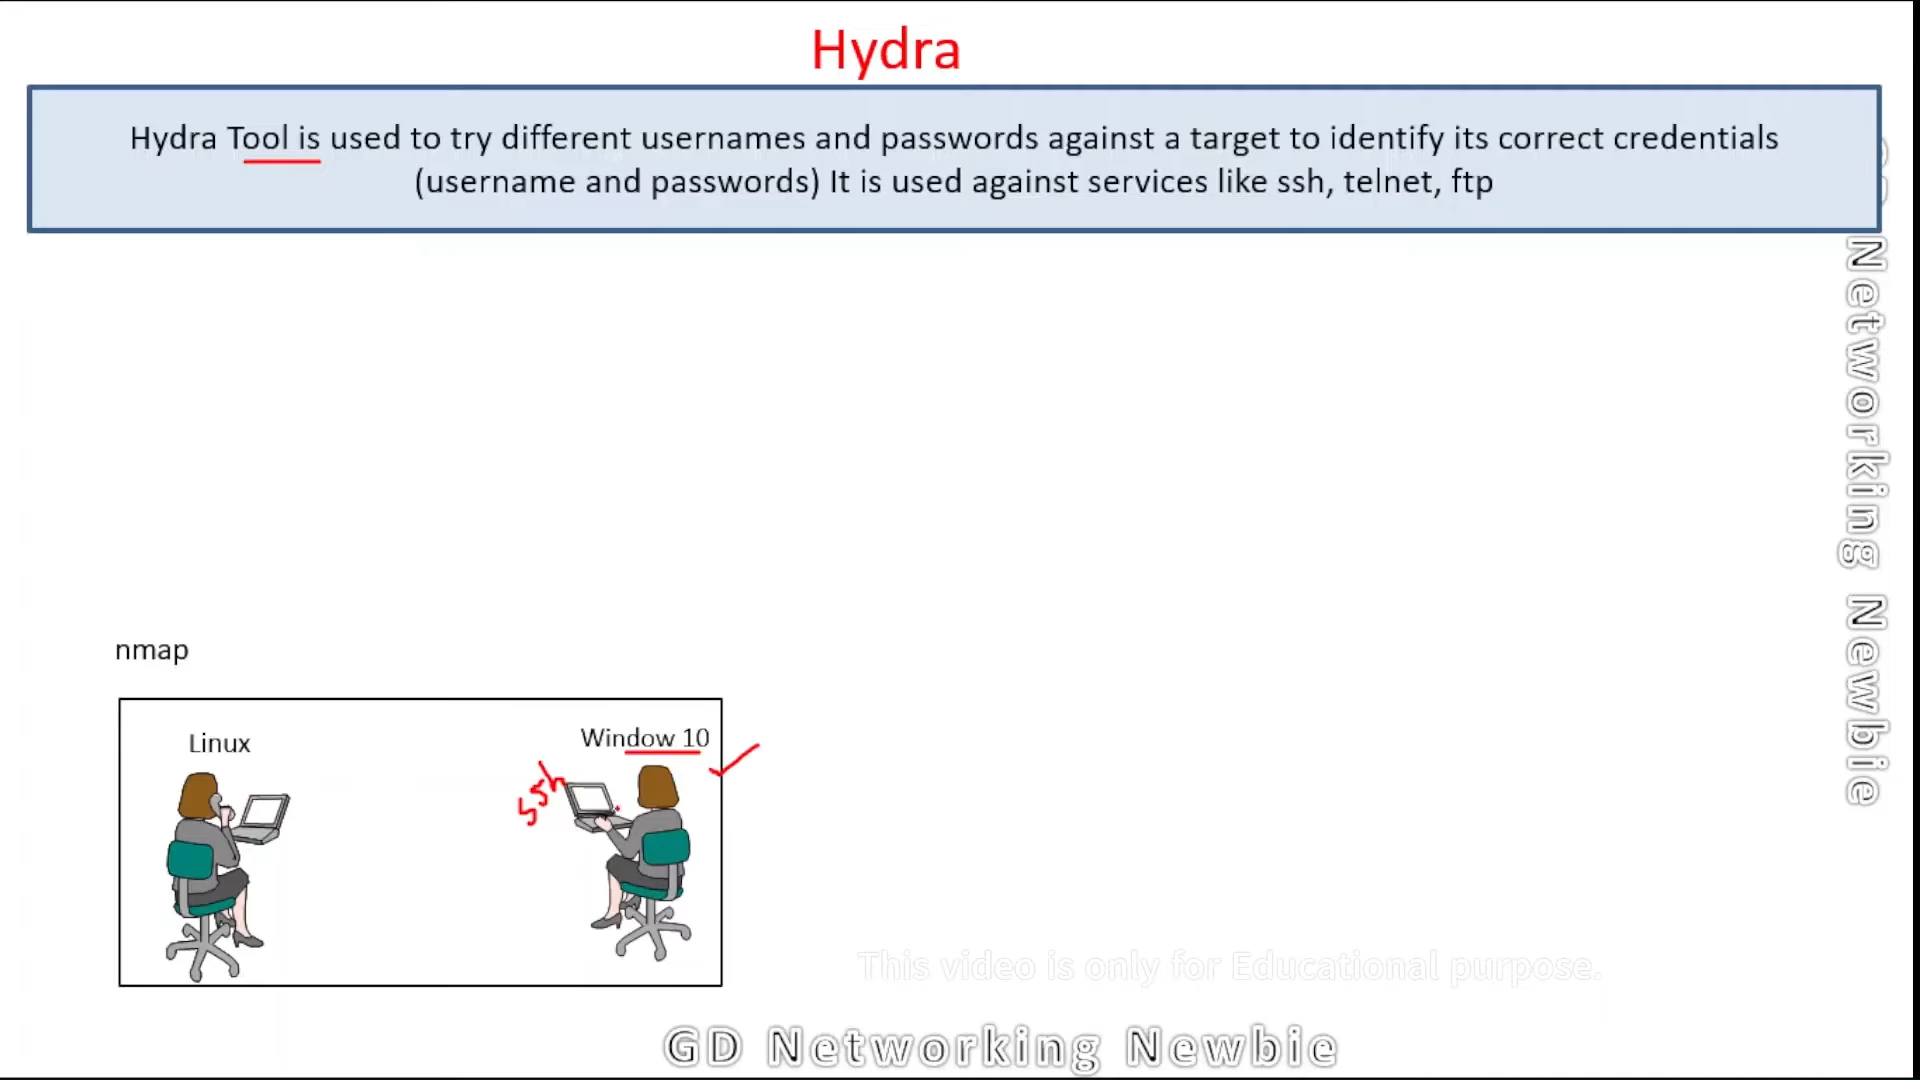 Hydra
Hydra Tool is used to try different usernames and passwords against a target to identify its correct credentials
(username and passwords) It is used against services like ssh, telnet, ftp
Networking Newbie
nmap
Linux
Window 10
ssh
This video is only for Educational purpose.
GD Networking Newbie